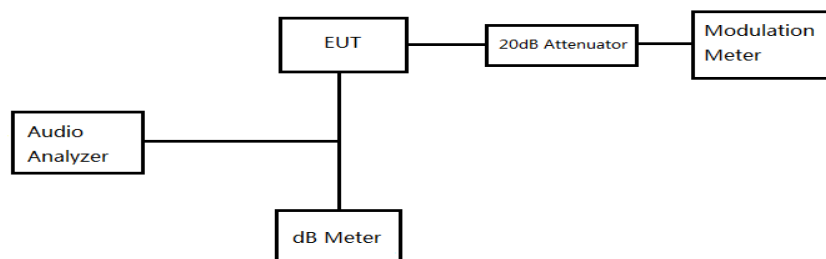 EUT
20dB Attenuator
Modulation
Meter
Audio
Analyzer
dB Meter